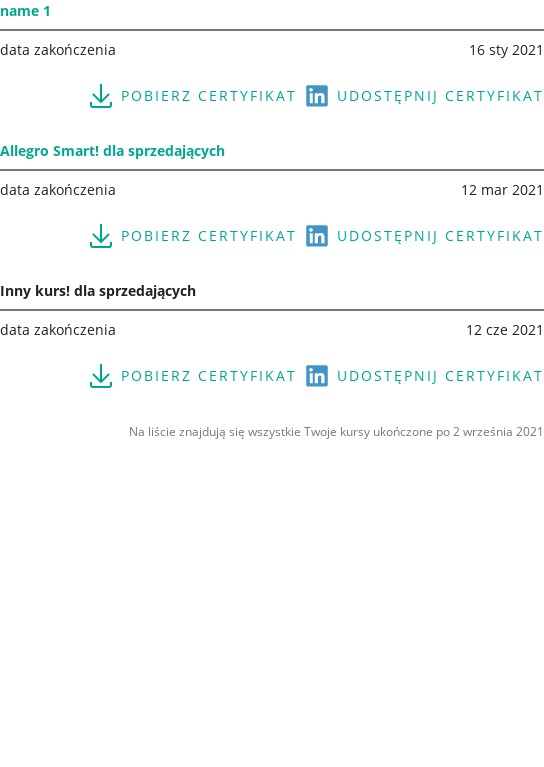 name 1
data zakończenia 16 sty 2021
POBIERZ CERTYFIKAT in UDOSTĘPNIJ CERTYFIKAT
Allegro Smart! dla sprzedających
data zakończenia 12 mar 2021
POBIERZ CERTYFIKAT in UDOSTĘPNIJ CERTYFIKAT
Inny kurs! dla sprzedających
data zakończenia 12 cze 2021
POBIERZ CERTYFIKAT in UDOSTĘPNIJ CERTYFIKAT
Na liście znajdują się wszystkie Twoje kursy ukończone po 2 września 2021